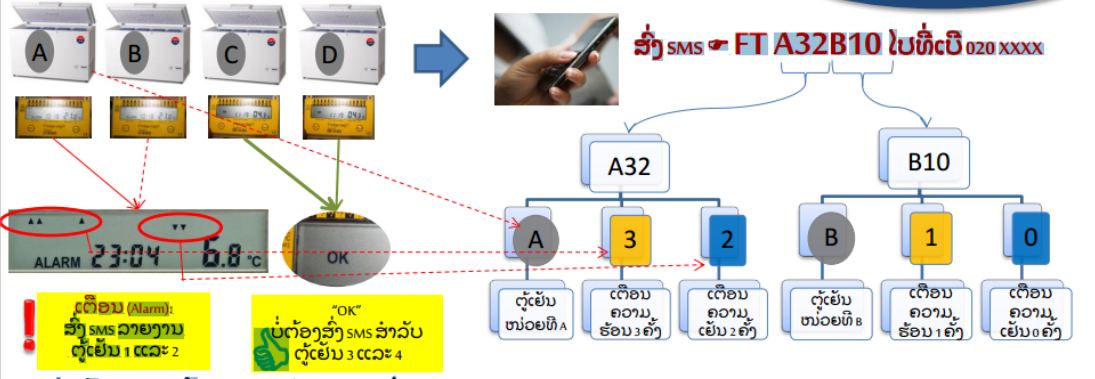 A
B
C
D
ສົ່ງ SMS ☛ FT A32B10 ໄປທີ່ເບີ 020 XXXX
A32
B10
A
3
2
B
1
0
ALARM 23:04 6.8 °C
OK
ເຕືອນ (Alarm):
ສົ່ງ SMS ລາຍງານ
ຕູ້ເຢັນ 1 ແລະ 2
“OK”
ບໍ່ຕ້ອງສົ່ງ SMS ສຳລັບ
ຕູ້ເຢັນ 3 ແລະ 4
ຕູ້ເຢັນ
ໜ່ວຍທີ A
ເຕືອນ
ຄວາມ
ຮ້ອນ 3 ຄັ້ງ
ເຕືອນ
ຄວາມ
ເຢັນ 2 ຄັ້ງ
ຕູ້ເຢັນ
ໜ່ວຍທີ B
ເຕືອນ
ຄວາມ
ຮ້ອນ 1 ຄັ້ງ
ເຕືອນ
ຄວາມ
ເຢັນ 0 ຄັ້ງ